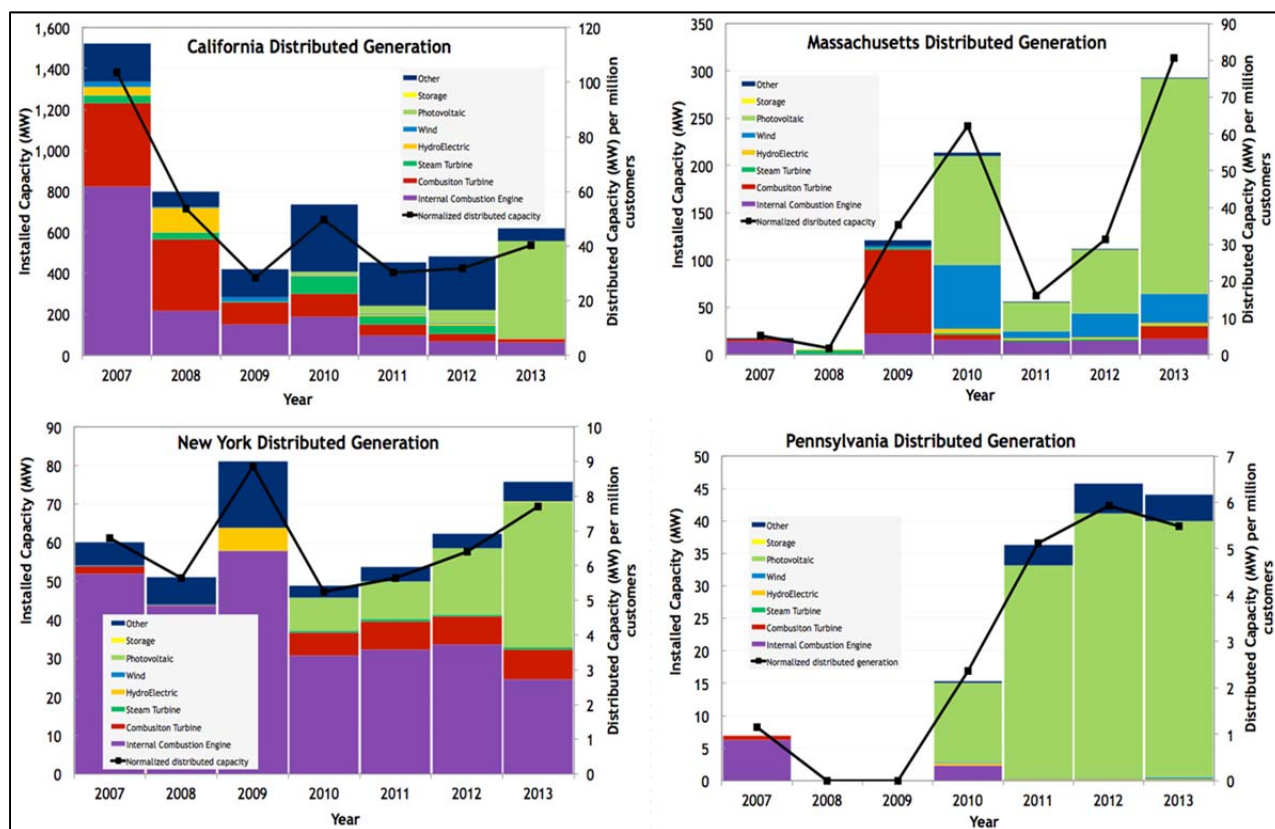 California Distributed Generation
Installed Capacity (MW)
1,600
1,400
1,200
1,000
800
600
400
200
0
Other
Storage
Photovoltaic
Wind
HydroElectric
Steam Turbine
Combusiton Turbine
Internal Combustion Engine
Normalized distributed capacity
120
100
80
60
40
20
0
Distributed Capacity (MW) per million
customers
2007 2008 2009 2010 2011 2012 2013
Year
Massachusetts Distributed Generation
Installed Capacity (MW)
350
300
250
200
150
100
50
0
Other
Storage
Photovoltaic
Wind
HydroElectric
Steam Turbine
Combusiton Turbine
Internal Combustion Engine
Normalized disributed capacity
90
80
70
60
50
40
30
20
10
0
Distributed Capacity (MW) per million
customers
2007 2008 2009 2010 2011 2012 2013
Year
New York Distributed Generation
Installed Capacity (MW)
90
80
70
60
50
40
30
20
10
0
Other
Storage
Photovoltaic
Wind
HydroElectric
Steam Turbine
Combusiton Turbine
Internal Combustion Engine
Normalized distributed capacity
10
9
8
7
6
5
4
3
2
1
0
Distributed Capacity (MW) per million
customers
2007 2008 2009 2010 2011 2012 2013
Year
Pennsylvania Distributed Generation
Installed Capacity (MW)
50
45
40
35
30
25
20
15
10
5
0
Other
Storage
Photovoltaic
Wind
HydroElectric
Steam Turbine
Combusiton Turbine
Internal Combustion Engine
Normalized distributed generation
7
6
5
4
3
2
1
0
Distributed Capacity (MW) per million
customers
2007 2008 2009 2010 2011 2012 2013
Year